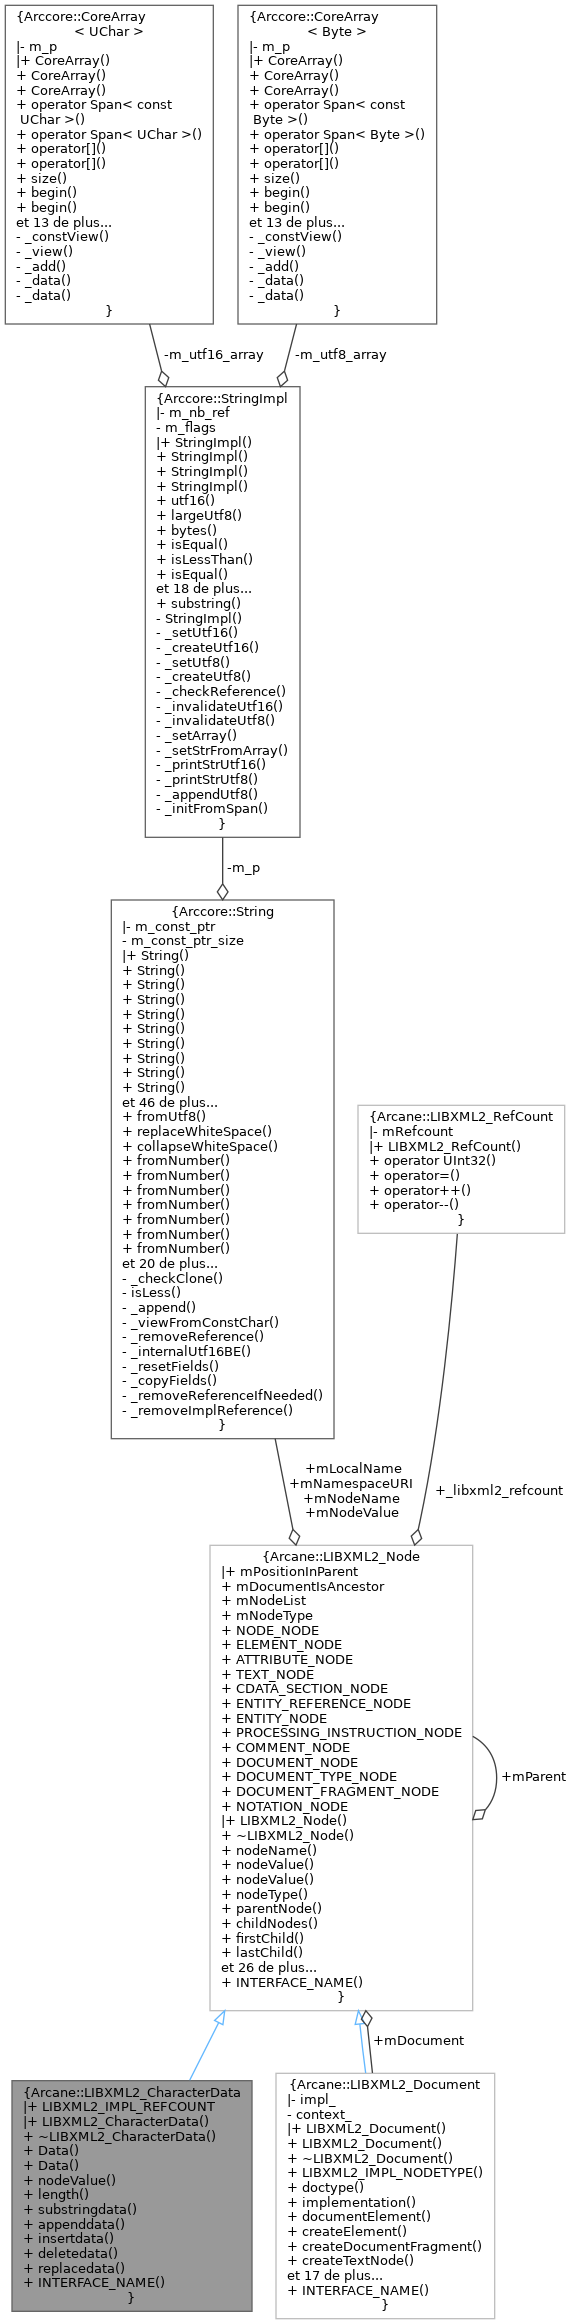 {Arccore::CoreArray
< UChar >
|- m_p
|+ CoreArray()
+ CoreArray()
+ CoreArray()
+ operator Span< const
UChar >()
+ operator Span< UChar >()
+ operator[]()
+ operator[]()
+ size()
+ begin()
+ begin()
et 13 de plus...
- _constView()
- _view()
- _add()
- _data()
- _data()
}
{Arccore::CoreArray
< Byte >
|- m_p
|+ CoreArray()
+ CoreArray()
+ CoreArray()
+ operator Span< const
Byte >()
+ operator Span< Byte >()
+ operator[]()
+ operator[]()
+ size()
+ begin()
+ begin()
et 13 de plus...
- _constView()
- _view()
- _add()
- _data()
- _data()
}
-m_utf16_array
-m_utf8_array
{Arccore::StringImpl
|- m_nb_ref
- m_flags
|+ StringImpl()
+ StringImpl()
+ StringImpl()
+ StringImpl()
+ utf16()
+ largeUtf8()
+ bytes()
+ isEqual()
+ isLessThan()
+ isEqual()
et 18 de plus...
+ substring()
- StringImpl()
- _setUtf16()
- _createUtf16()
- _setUtf8()
- _createUtf8()
- _checkReference()
- _invalidateUtf16()
- _invalidateUtf8()
- _setArray()
- _setStrFromArray()
- _printStrUtf16()
- _printStrUtf8()
- _appendUtf8()
- _initFromSpan()
}
-m_p
{Arccore::String
|- m_const_ptr
- m_const_ptr_size
|+ String()
+ String()
+ String()
+ String()
+ String()
+ String()
+ String()
+ String()
+ String()
+ String()
et 46 de plus...
+ fromUtf8()
+ replaceWhiteSpace()
+ collapseWhiteSpace()
+ fromNumber()
+ fromNumber()
+ fromNumber()
+ fromNumber()
+ fromNumber()
+ fromNumber()
+ fromNumber()
et 20 de plus...
- _checkClone()
- isLess()
- _append()
- _viewFromConstChar()
- _removeReference()
- _internalUtf16BE()
- _resetFields()
- _copyFields()
- _removeReferenceIfNeeded()
- _removeImplReference()
}
{Arcane::LIBXML2_RefCount
|- mRefcount
|+ LIBXML2_RefCount()
+ operator UInt32()
+ operator=()
+ operator++()
+ operator--()
}
+mLocalName
+mNamespaceURI
+mNodeName
+mNodeValue
+_libxml2_refcount
{Arcane::LIBXML2_Node
|+ mPositionInParent
+ mDocumentIsAncestor
+ mNodeList
+ mNodeType
+ NODE_NODE
+ ELEMENT_NODE
+ ATTRIBUTE_NODE
+ TEXT_NODE
+ CDATA_SECTION_NODE
+ ENTITY_REFERENCE_NODE
+ ENTITY_NODE
+ PROCESSING_INSTRUCTION_NODE
+ COMMENT_NODE
+ DOCUMENT_NODE
+ DOCUMENT_TYPE_NODE
+ DOCUMENT_FRAGMENT_NODE
+ NOTATION_NODE
|+ LIBXML2_Node()
+ ~LIBXML2_Node()
+ nodeName()
+ nodeValue()
+ nodeValue()
+ nodeType()
+ parentNode()
+ childNodes()
+ firstChild()
+ lastChild()
et 26 de plus...
+ INTERFACE_NAME()
}
+mParent
+mDocument
{Arcane::LIBXML2_CharacterData
|+ LIBXML2_IMPL_REFCOUNT
|+ LIBXML2_CharacterData()
+ ~LIBXML2_CharacterData()
+ Data()
+ Data()
+ nodeValue()
+ length()
+ substringdata()
+ appenddata()
+ insertdata()
+ deletedata()
+ replacedata()
+ INTERFACE_NAME()
}
{Arcane::LIBXML2_Document
|- impl_
- context_
|+ LIBXML2_Document()
+ LIBXML2_Document()
+ ~LIBXML2_Document()
+ LIBXML2_IMPL_NODETYPE()
+ doctype()
+ implementation()
+ documentElement()
+ createElement()
+ createDocumentFragment()
+ createTextNode()
et 17 de plus...
+ INTERFACE_NAME()
}